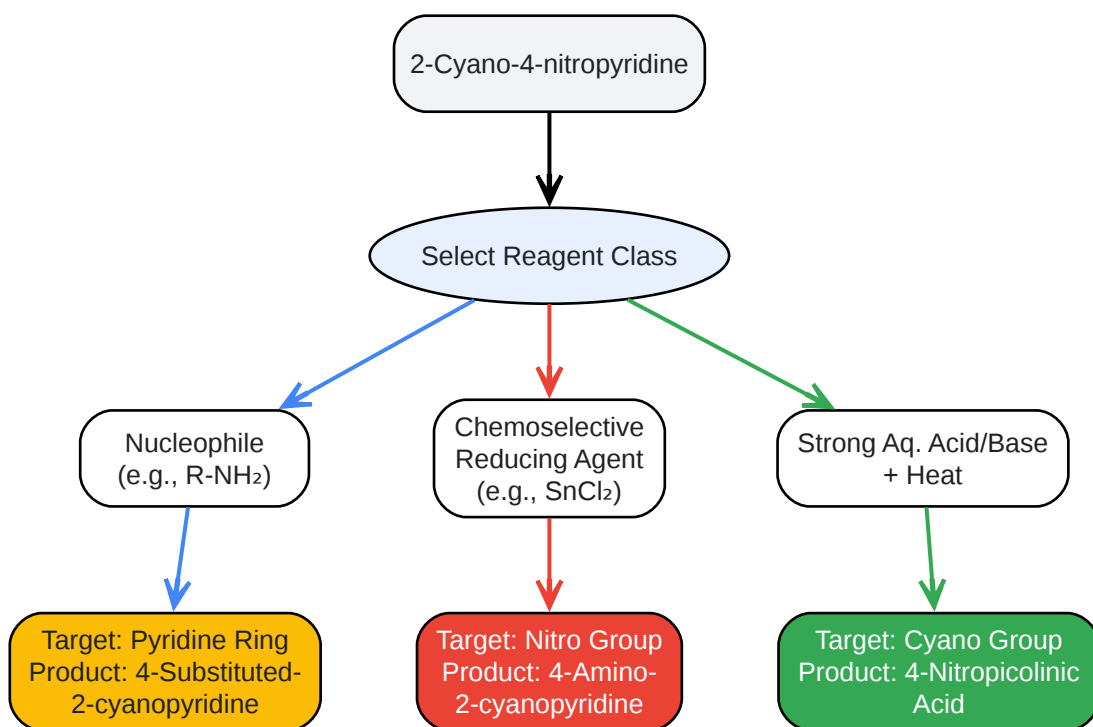 2-Cyano-4-nitropyridine
Select Reagent Class
Nucleophile
(e.g., R-NH₂)
Chemoselective
Reducing Agent
(e.g., SnCl₂)
Strong Aq. Acid/Base
+ Heat
Target: Pyridine Ring
Product: 4-Substituted-
2-cyanopyridine
Target: Nitro Group
Product: 4-Amino-
2-cyanopyridine
Target: Cyano Group
Product: 4-Nitropicolinic
Acid